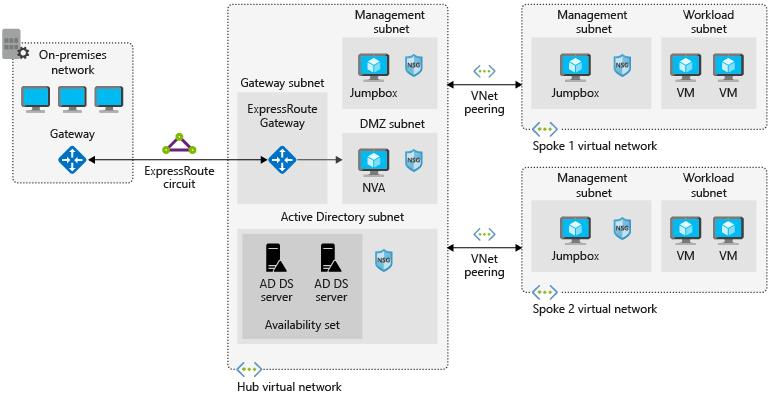 On-premises
network
Gateway
ExpressRoute
circuit
Gateway subnet
ExpressRoute
Gateway
Management
subnet
NSG
Jumpbox
DMZ subnet
NSG
NVA
Active Directory subnet
NSG
AD DS
server
AD DS
server
Availability set
Hub virtual network
VNet
peering
VNet
peering
Management
subnet
NSG
Jumpbox
Workload
subnet
VM
VM
Spoke 1 virtual network
Management
subnet
NSG
Jumpbox
Workload
subnet
VM
VM
Spoke 2 virtual network